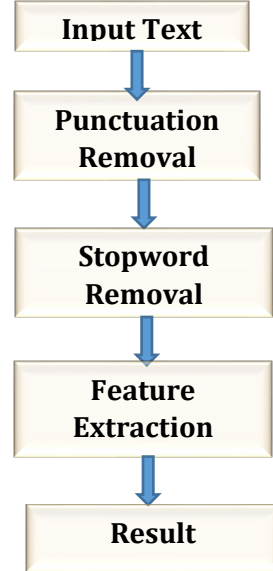 Input Text
Punctuation
Removal
Stopword
Removal
Feature
Extraction
Result